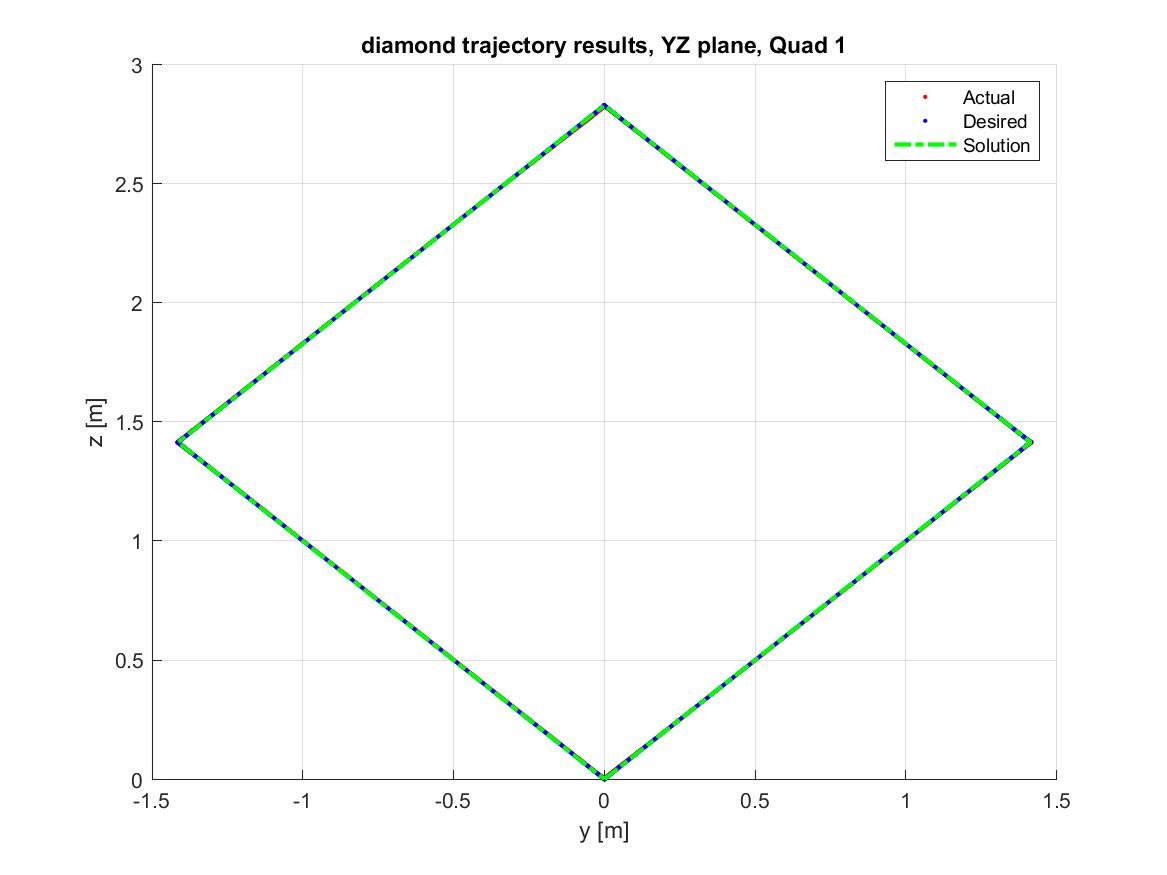 diamond trajectory results, YZ plane, Quad 1
Actual
Desired
Solution
3
2.5
2
1.5
1
0.5
0
z [m]
-1.5 -1 -0.5 0 0.5 1 1.5
y [m]